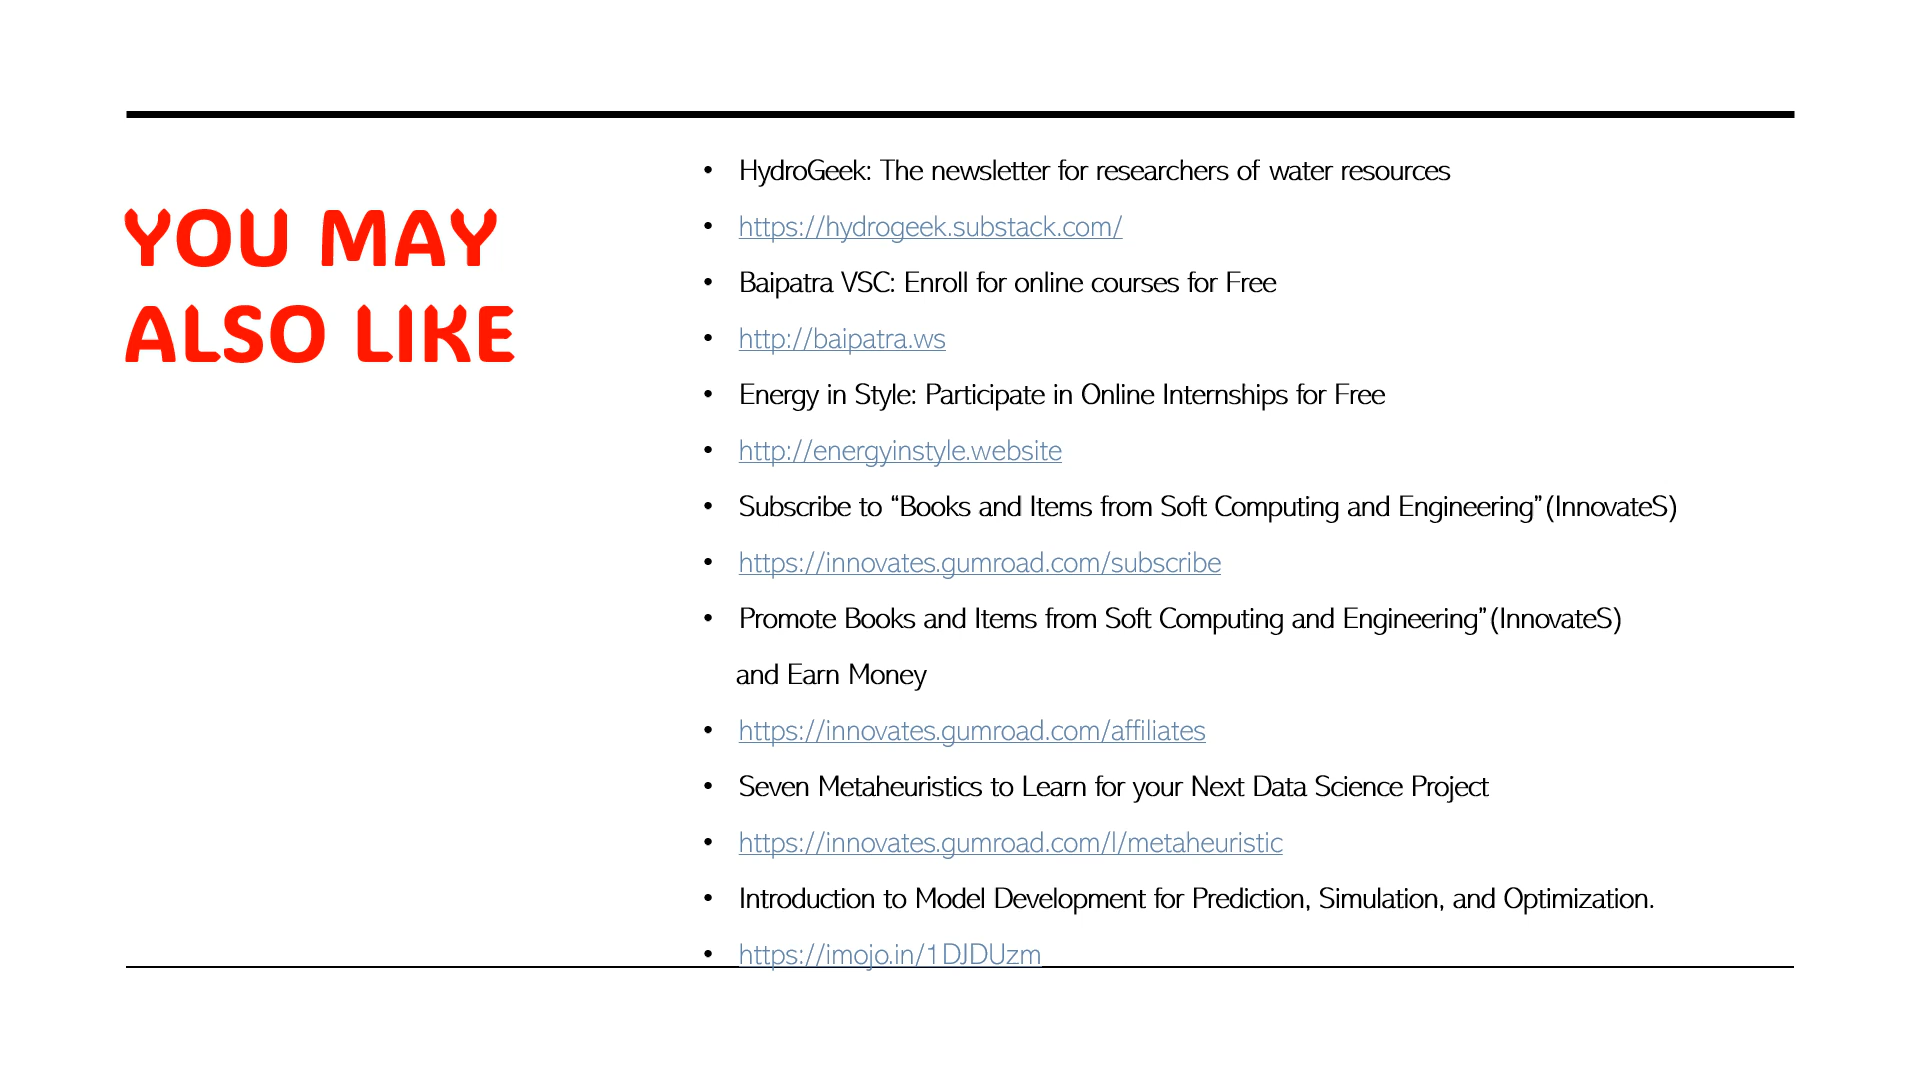 YOU MAY
ALSO LIKE
• HydroGeek: The newsletter for researchers of water resources
• https://hydrogeek.substack.com/
• Baipatra VSC: Enroll for online courses for Free
• http://baipatra.ws
• Energy in Style: Participate in Online Internships for Free
• http://energyinstyle.website
• Subscribe to “Books and Items from Soft Computing and Engineering”(InnovateS)
• https://innovates.gumroad.com/subscribe
• Promote Books and Items from Soft Computing and Engineering”(InnovateS)
and Earn Money
• https://innovates.gumroad.com/affiliates
• Seven Metaheuristics to Learn for your Next Data Science Project
• https://innovates.gumroad.com/l/metaheuristic
• Introduction to Model Development for Prediction, Simulation, and Optimization.
• https://imojo.in/1DJDUzm